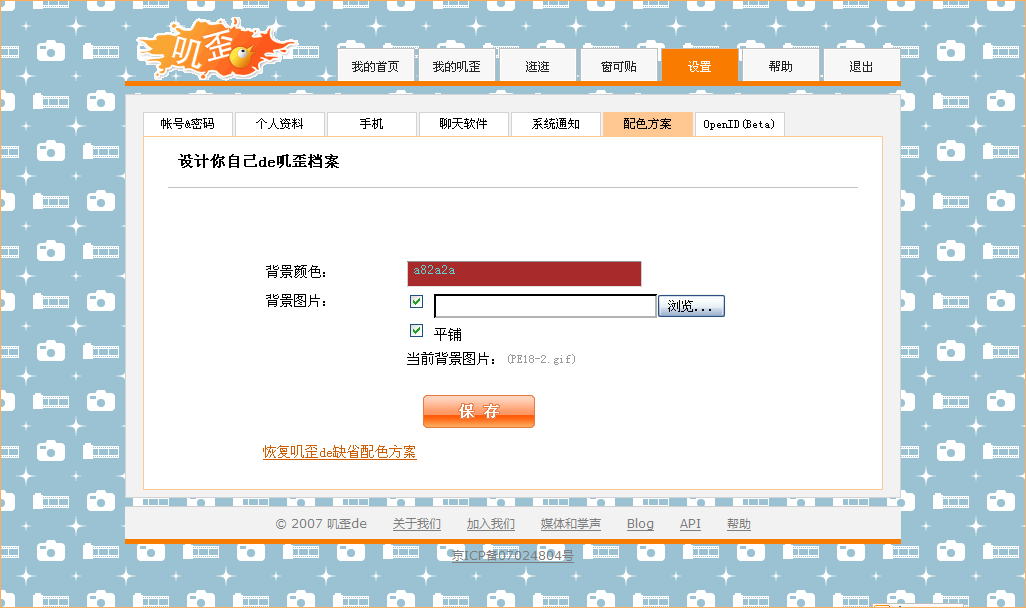 叽歪
我的首页 我的叽歪 逛逛 窗可贴 设置 帮助 退出
帐号&密码 个人资料 手机 聊天软件 系统通知 配色方案 OpenID(Beta)
设计你自己de叽歪档案
背景颜色: a82a2a
背景图片: 浏览...
平铺
当前背景图片: (PE18-2.gif)
保 存
恢复叽歪de缺省配色方案
© 2007 叽歪de 关于我们 加入我们 媒体和掌声 Blog API 帮助
京ICP备07024804号